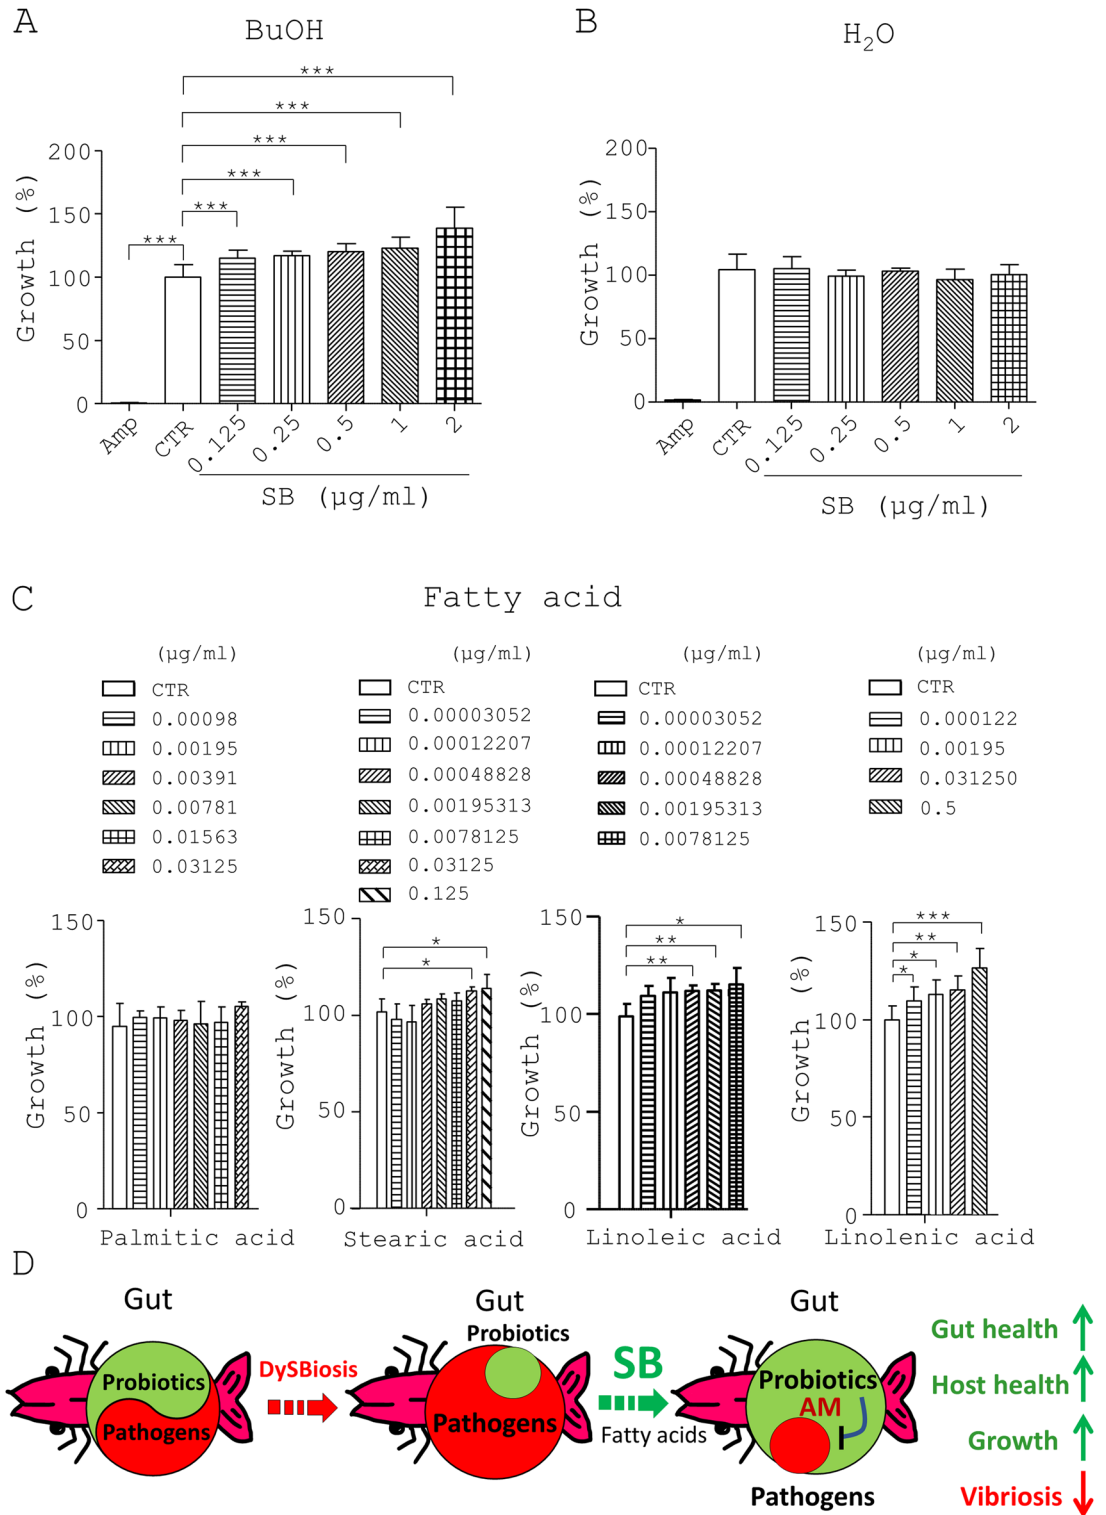 A
BuOH
***
***
***
***
***
***
200
150
100
50
0
Growth (%)
Amp
CTR
0.125
0.25
0.5
1
2
SB (µg/ml)
B
H2O
200
150
100
50
0
Growth (%)
Amp
CTR
0.125
0.25
0.5
1
2
SB (µg/ml)
C
Fatty acid
(µg/ml)
CTR
0.00098
0.00195
0.00391
0.00781
0.01563
0.03125
(µg/ml)
CTR
0.00003052
0.00012207
0.00048828
0.00195313
0.0078125
0.03125
0.125
(µg/ml)
CTR
0.00003052
0.00012207
0.00048828
0.00195313
0.0078125
(µg/ml)
CTR
0.000122
0.00195
0.031250
0.5
150
100
50
0
Growth (%)
Palmitic acid
150
100
50
0
Growth (%)
*
*
Stearic acid
150
100
50
0
Growth (%)
*
**
**
Linoleic acid
150
100
50
0
Growth (%)
***
**
*
*
Linolenic acid
D
Gut
Probiotics
Pathogens
DySBiosis
Gut
Probiotics
Pathogens
SB
Fatty acids
Gut
Probiotics
AM
Pathogens
Gut health
Host health
Growth
Vibriosis